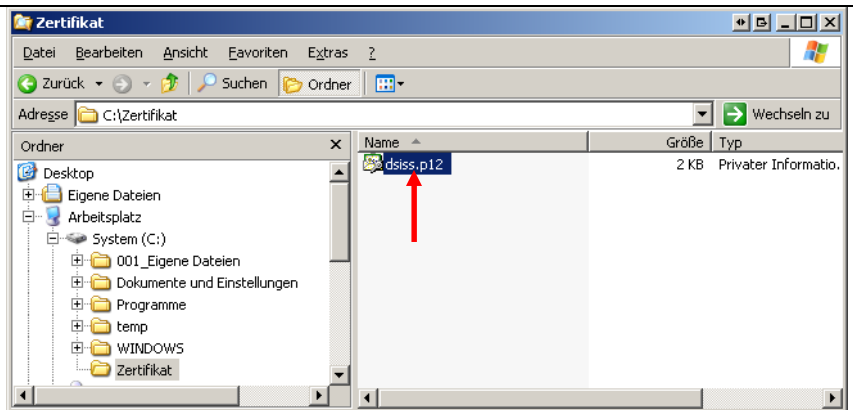 Zertifikat
Datei Bearbeiten Ansicht Favoriten Extras ?
Zurück Suchen Ordner
Adresse C:\Zertifikat Wechseln zu
Ordner
Name Größe Typ
dsiss.p12 2 KB Privater Informatio.
Desktop
Eigene Dateien
Arbeitsplatz
System (C:)
001_Eigene Dateien
Dokumente und Einstellungen
Programme
temp
WINDOWS
Zertifikat